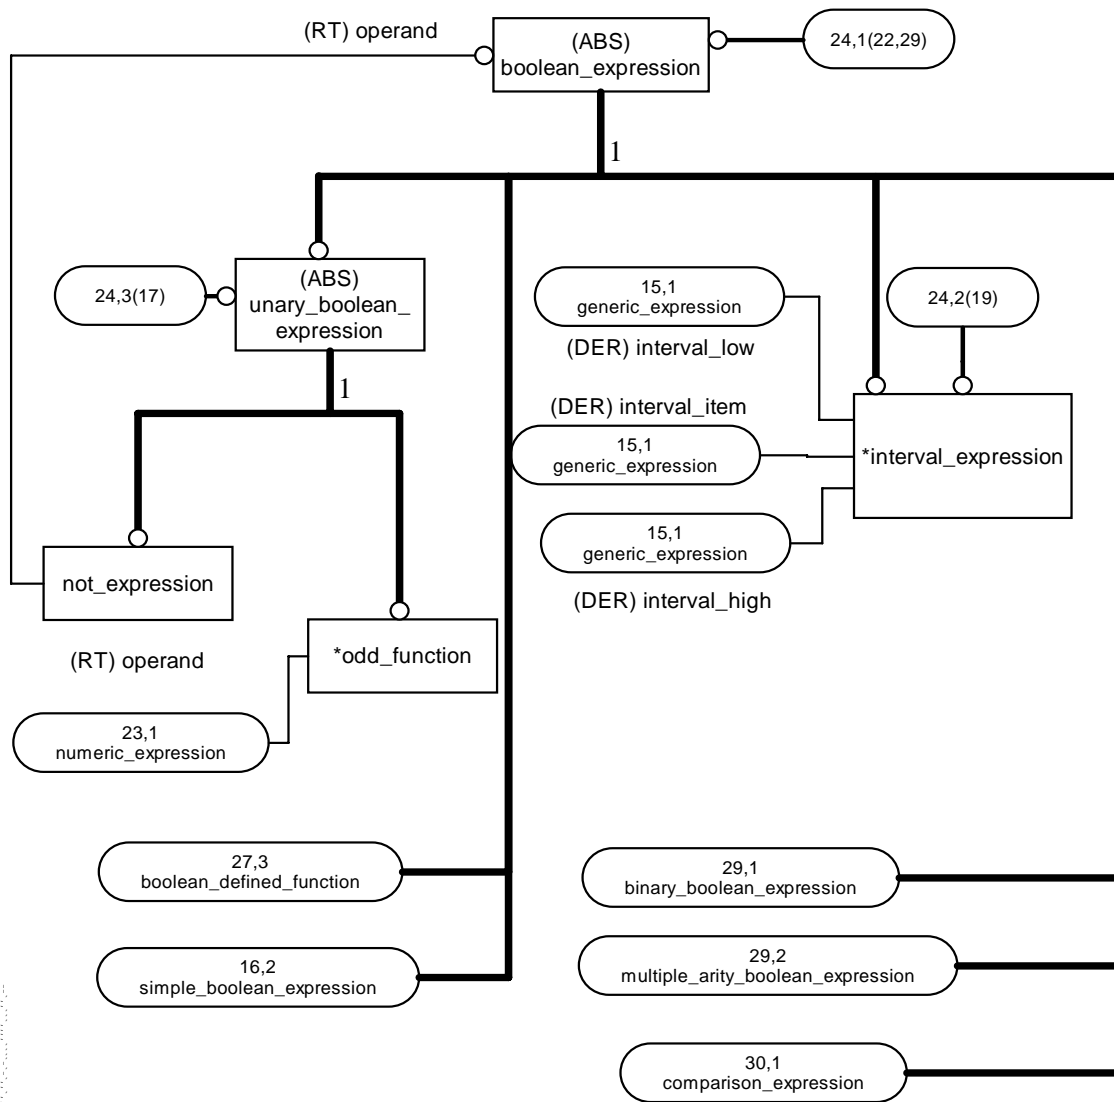 (RT) operand
(ABS)
boolean_expression
24,1(22,29)
1
24,3(17)
(ABS)
unary_boolean_
expression
15,1
generic_expression
24,2(19)
(DER) interval_low
1
(DER) interval_item
15,1
generic_expression
*interval_expression
15,1
generic_expression
(DER) interval_high
not_expression
(RT) operand
*odd_function
23,1
numeric_expression
27,3
boolean_defined_function
29,1
binary_boolean_expression
16,2
simple_boolean_expression
29,2
multiple_arity_boolean_expression
30,1
comparison_expression